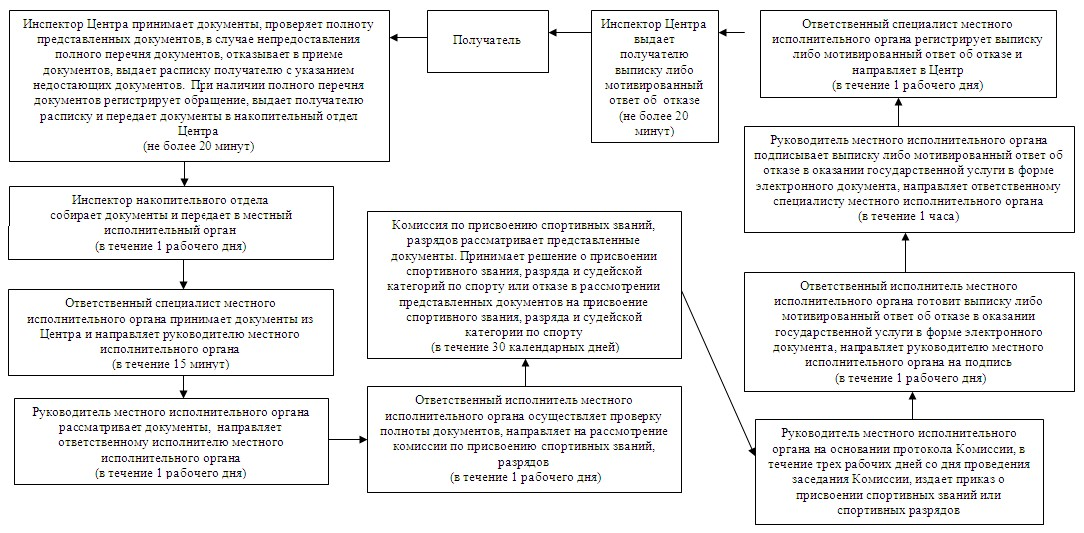 Получатель
Инспектор Центра принимает документы, проверяет полноту
представленных документов, в случае непредоставления
полного перечня документов, отказывает в приеме
документов, выдает расписку получателю с указанием
недостающих документов. При наличии полного перечня
документов регистрирует обращение, выдает получателю
расписку и передает документы в накопительный отдел
Центра
(не более 20 минут)
Инспектор накопительного отдела
собирает документы и передает в местный
исполнительный орган
(в течение 1 рабочего дня)
Ответственный специалист местного
исполнительного органа принимает документы из
Центра и направляет руководителю местного
исполнительного органа
(в течение 15 минут)
Руководитель местного исполнительного органа
рассматривает документы, направляет
ответственному исполнителю местного
исполнительного органа
(в течение 1 рабочего дня)
Ответственный исполнитель местного
исполнительного органа осуществляет проверку
полноты документов, направляет на рассмотрение
комиссии по присвоению спортивных званий,
разрядов
(в течение 1 рабочего дня)
Комиссия по присвоению спортивных званий,
разрядов рассматривает представленные
документы. Принимает решение о присвоении
спортивного звания, разряда и судейской
категорий по спорту или отказе в рассмотрении
представленных документов на присвоение
спортивного звания, разряда и судейской
категории по спорту
(в течение 30 календарных дней)
Руководитель местного исполнительного
органа на основании протокола Комиссии, в
течение трех рабочих дней со дня проведения
заседания Комиссии, издает приказ о
присвоении спортивных званий или
спортивных разрядов
Ответственный исполнитель местного
исполнительного органа готовит выписку либо
мотивированный ответ об отказе в оказании
государственной услуги в форме электронного
документа, направляет руководителю местного
исполнительного органа на подпись
(в течение 1 рабочего дня)
Руководитель местного исполнительного органа
подписывает выписку либо мотивированный ответ об
отказе в оказании государственной услуги в форме
электронного документа, направляет ответственному
специалисту местного исполнительного органа
(в течение 1 часа)
Ответственный специалист местного
исполнительного органа регистрирует выписку
либо мотивированный ответ об отказе и
направляет в Центр
(в течение 1 рабочего дня)
Инспектор Центра
выдает
получателю
выписку либо
мотивированный
ответ об отказе
(не более 20
минут)